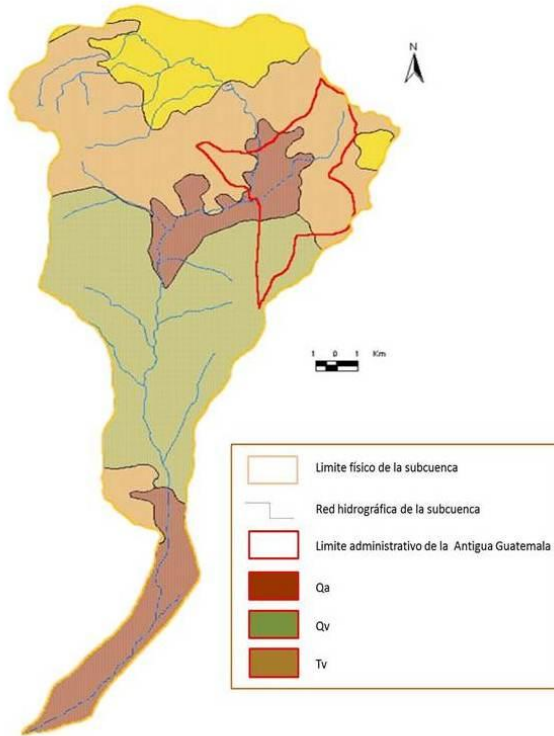 N
1 0 1 Km
Limite físico de la subcuenca
Red hidrográfica de la subcuenca
Limite administrativo de la Antigua Guatemala
Qa
Qv
Tv